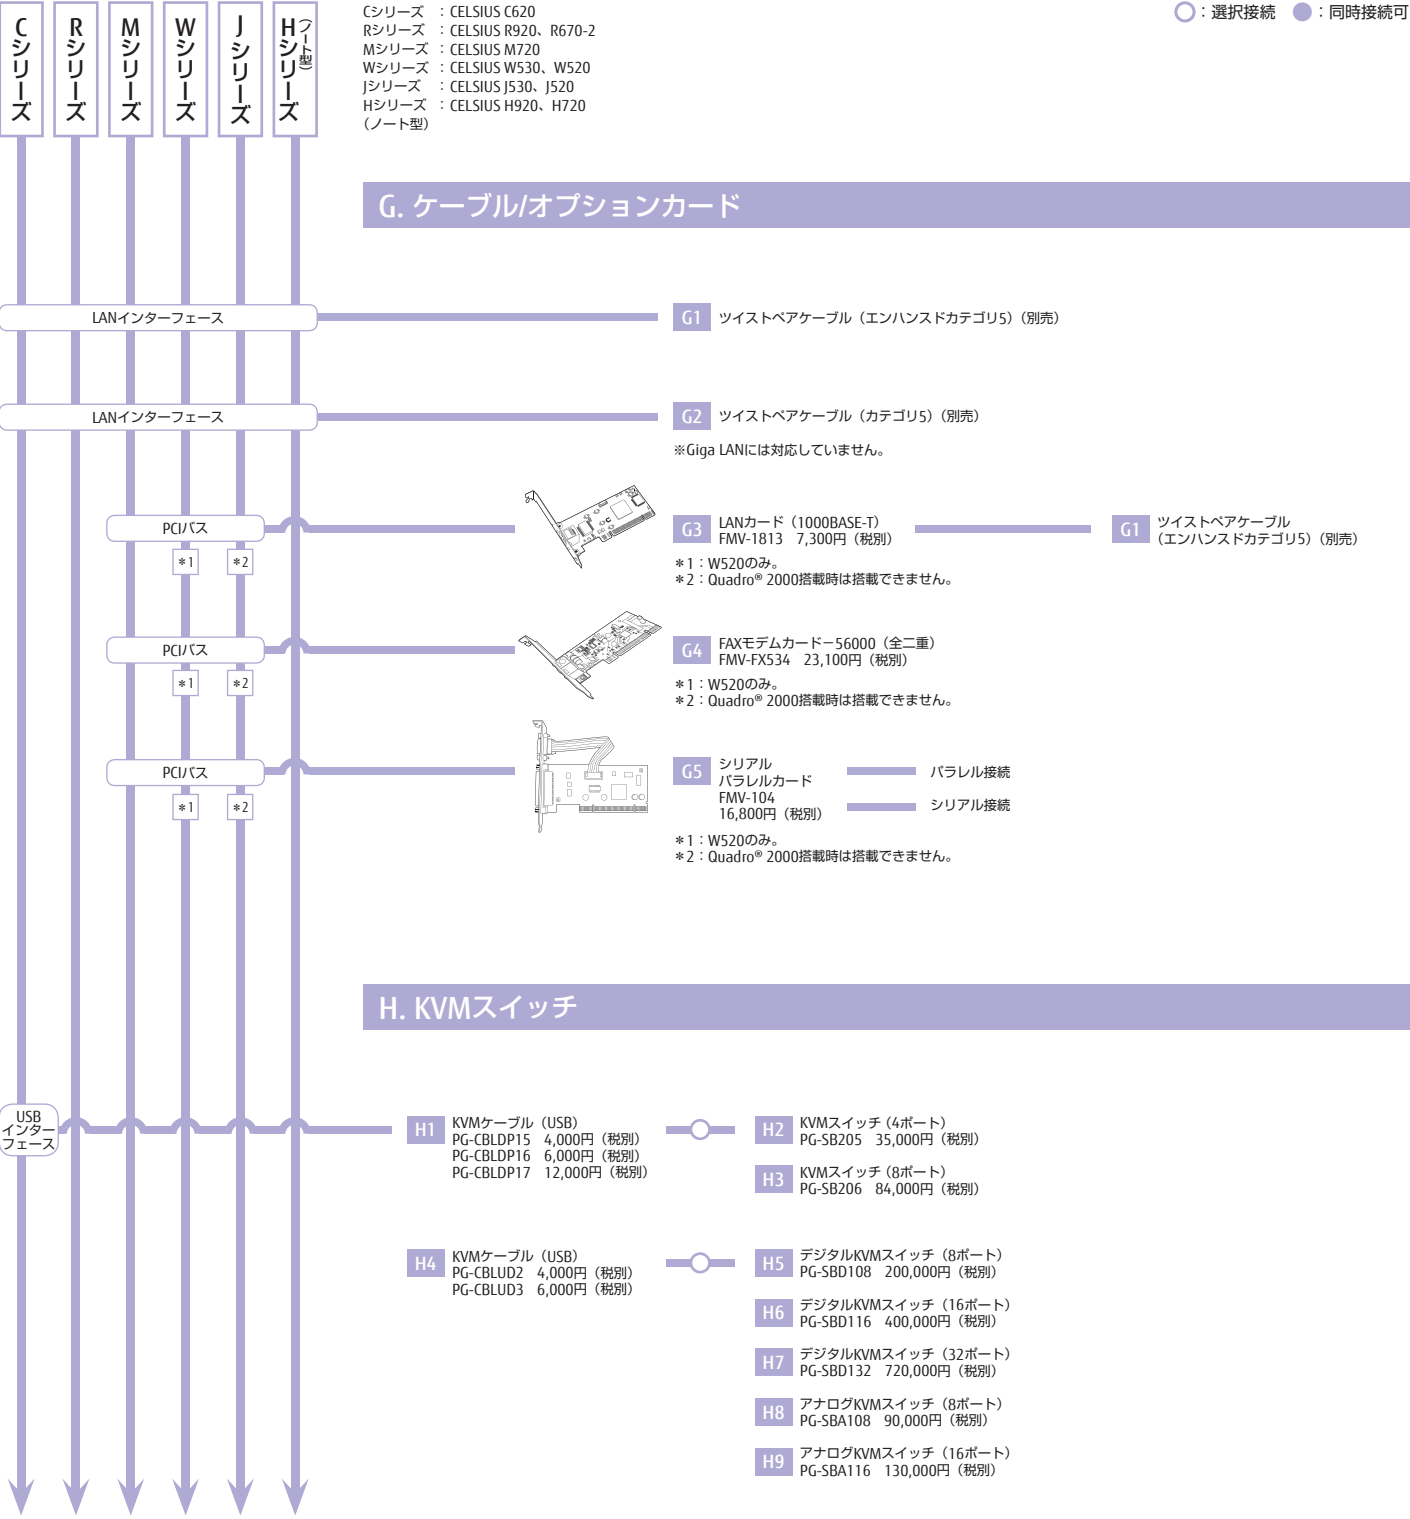 Cシリーズ
Rシリーズ
Mシリーズ
Wシリーズ
Jシリーズ
Hシリーズ
(ノート型)
Cシリーズ ：CELSIUS C620
Rシリーズ ：CELSIUS R920、R670-2
Mシリーズ ：CELSIUS M720
Wシリーズ ：CELSIUS W530、W520
Jシリーズ ：CELSIUS J530、J520
Hシリーズ ：CELSIUS H920、H720
（ノート型）
：選択接続 ：同時接続可
G. ケーブル/オプションカード
LANインターフェース
G1 ツイストペアケーブル（エンハンスドカテゴリ5）（別売）
LANインターフェース
G2 ツイストペアケーブル（カテゴリ5）（別売）
※Giga LANには対応していません。
PCIバス
＊1 ＊2
G3 LANカード（1000BASE-T）
FMV-1813 7,300円（税別）
＊1：W520のみ。
＊2：Quadro® 2000搭載時は搭載できません。
G1 ツイストペアケーブル
（エンハンスドカテゴリ5）（別売）
PCIバス
＊1 ＊2
G4 FAXモデムカード－56000（全二重）
FMV-FX534 23,100円（税別）
＊1：W520のみ。
＊2：Quadro® 2000搭載時は搭載できません。
PCIバス
＊1 ＊2
G5 シリアル
パラレルカード
FMV-104
16,800円（税別）
パラレル接続
シリアル接続
＊1：W520のみ。
＊2：Quadro® 2000搭載時は搭載できません。
H. KVMスイッチ
USB
インター
フェース
H1 KVMケーブル（USB）
PG-CBLDP15 4,000円（税別）
PG-CBLDP16 6,000円（税別）
PG-CBLDP17 12,000円（税別）
H2 KVMスイッチ（4ポート）
PG-SB205 35,000円（税別）
H3 KVMスイッチ（8ポート）
PG-SB206 84,000円（税別）
H4 KVMケーブル（USB）
PG-CBLUD2 4,000円（税別）
PG-CBLUD3 6,000円（税別）
H5 デジタルKVMスイッチ（8ポート）
PG-SBD108 200,000円（税別）
H6 デジタルKVMスイッチ（16ポート）
PG-SBD116 400,000円（税別）
H7 デジタルKVMスイッチ（32ポート）
PG-SBD132 720,000円（税別）
H8 アナログKVMスイッチ（8ポート）
PG-SBA108 90,000円（税別）
H9 アナログKVMスイッチ（16ポート）
PG-SBA116 130,000円（税別）